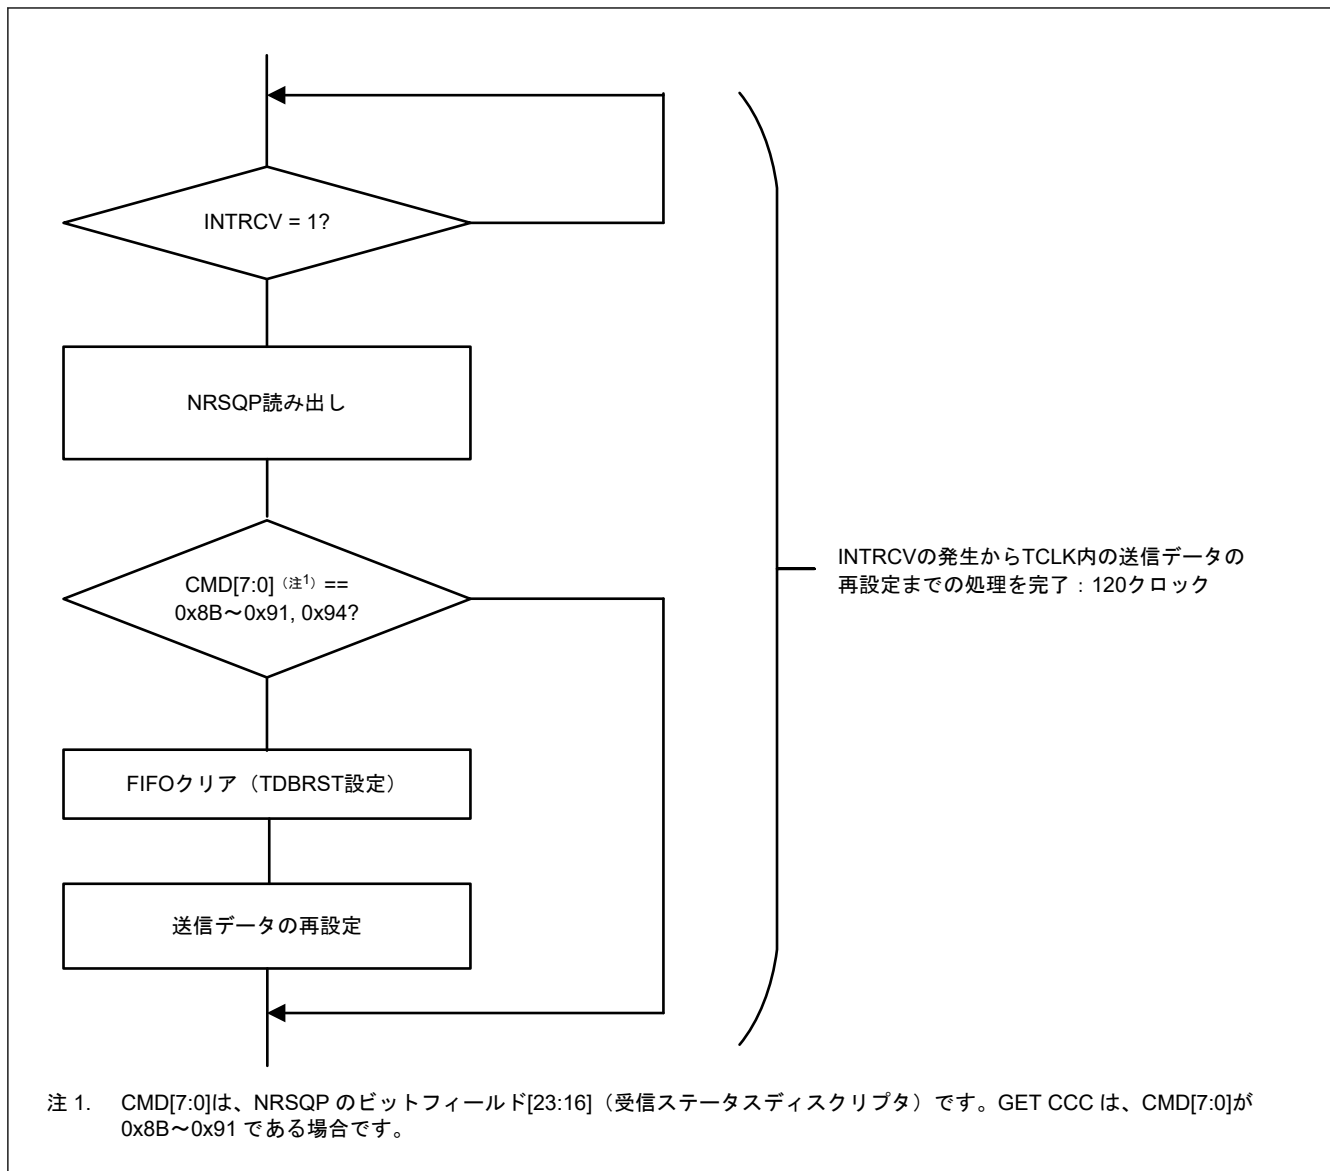 INTRCV = 1?
NRSQP読み出し
CMD[7:0]（注1）==
0x8B～0x91, 0x94?
FIFOクリア（TDBRST設定）
送信データの再設定
INTRCVの発生からTCLK内の送信データの
再設定までの処理を完了：120クロック
注 1. CMD[7:0]は、NRSQP のビットフィールド[23:16]（受信ステータスディスクリプタ）です。GET CCC は、CMD[7:0]が
0x8B～0x91 である場合です。